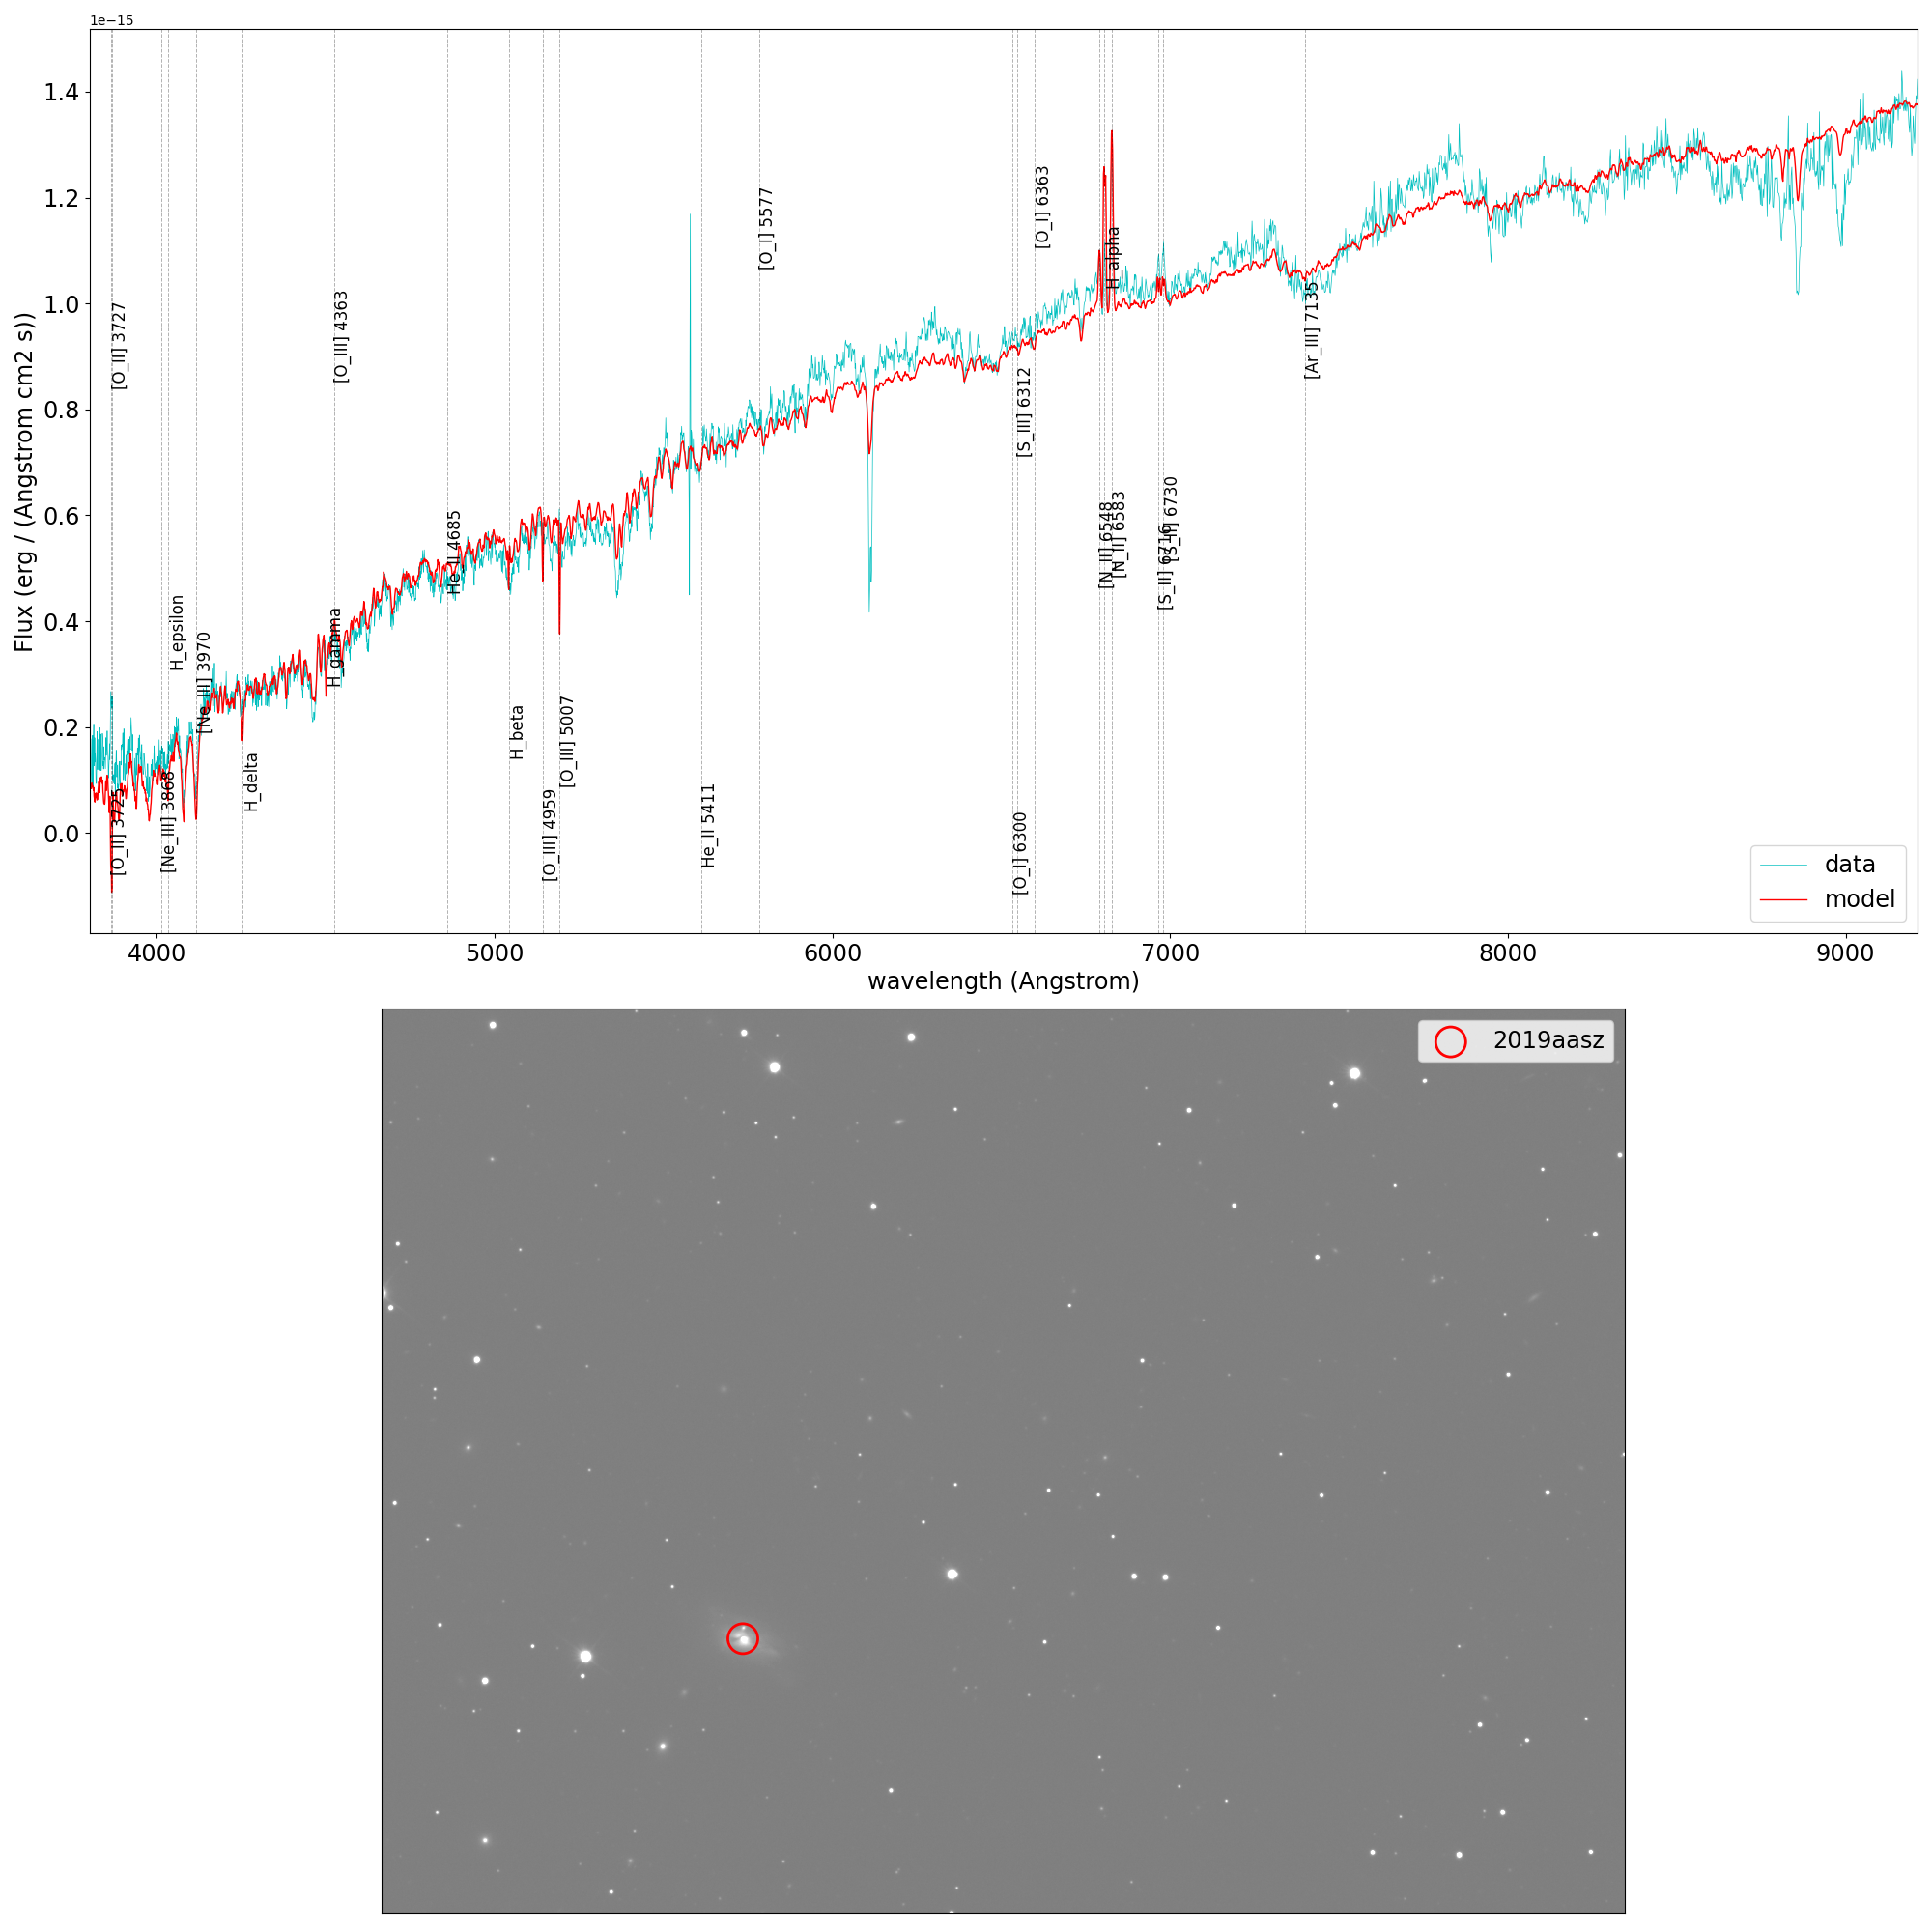 1e−15
Flux (erg / (Angstrom cm2 s))
1.4
1.2
1.0
0.8
0.6
0.4
0.2
0.0
[O_II] 3727
[O_II] 3725
[Ne_III] 3868
H_epsilon
[Ne_III] 3970
H_delta
[O_III] 4363
H_gamma
He_II 4685
H_beta
[O_III] 4959
[O_III] 5007
He_II 5411
[O_I] 5577
[O_I] 6300
[S_III] 6312
[O_I] 6363
[N_II] 6548
H_alpha
[N_II] 6583
[S_II] 6716
[S_II] 6730
[Ar_III] 7135
data
model
4000 5000 6000 7000 8000 9000
wavelength (Angstrom)
2019aasz